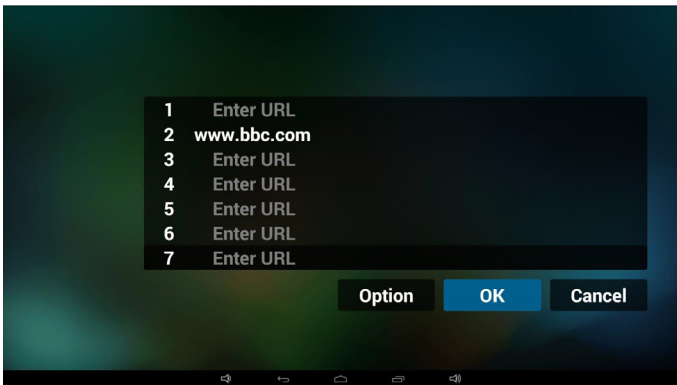 1 Enter URL
2 www.bbc.com
3 Enter URL
4 Enter URL
5 Enter URL
6 Enter URL
7 Enter URL
Option OK Cancel